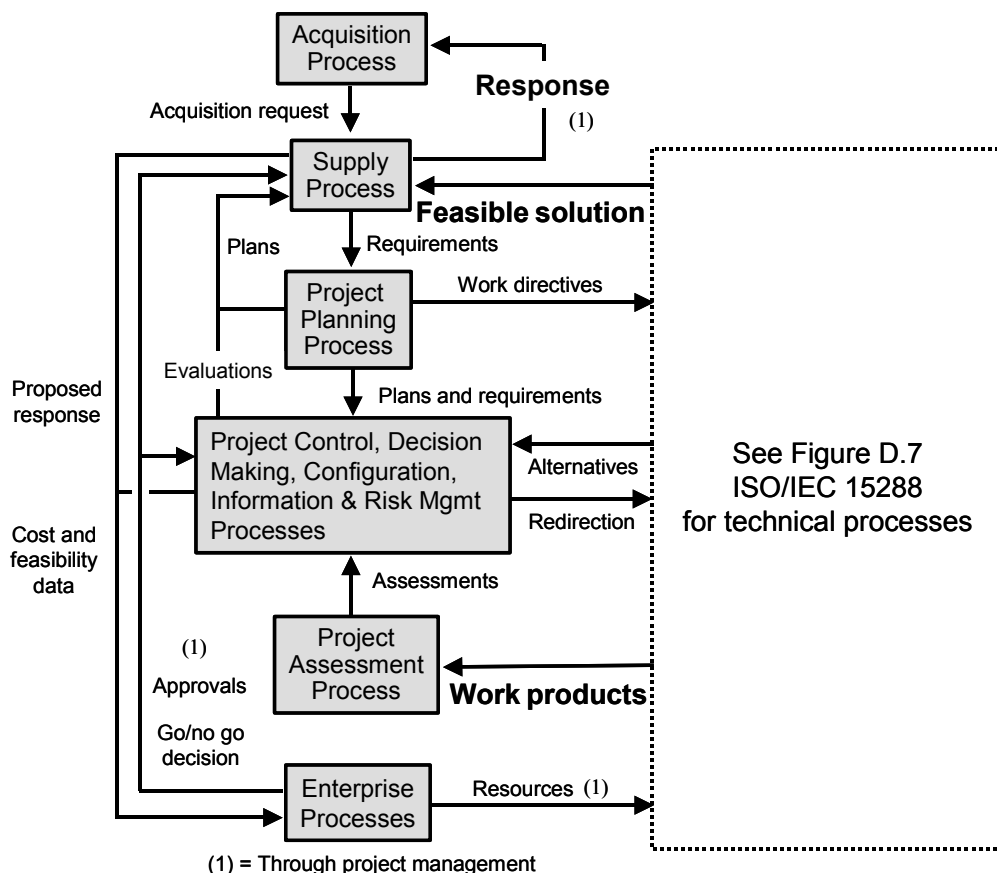 Acquisition
Process
Response
(1)
Acquisition request
Supply
Process
Feasible solution
Plans
Requirements
Project
Planning
Process
Work directives
Evaluations
Proposed
response
Plans and requirements
Project Control, Decision
Making, Configuration,
Information & Risk Mgmt
Processes
Alternatives
Redirection
See Figure D.7
ISO/IEC 15288
for technical processes
Cost and
feasibility
data
Assessments
(1)
Approvals
Project
Assessment
Process
Work products
Go/no go
decision
Enterprise
Processes
Resources (1)
(1) = Through project management